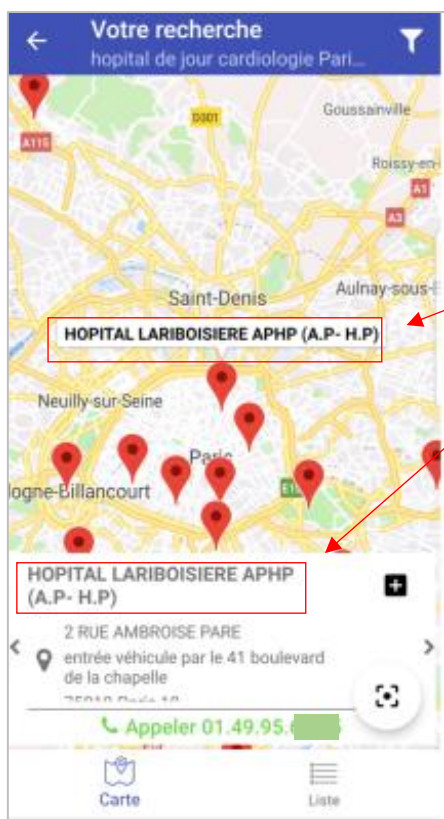 Votre recherche
hopital de jour cardiologie Pari...
D301
Goussainville
A115
Roissy-en-
A1
A3
Aulnay-sous-
Saint-Denis
HOPITAL LARIBOISIERE APHP (A.P- H.P)
Neuilly-sur-Seine
Paris
logne-Billancourt
HOPITAL LARIBOISIERE APHP
(A.P- H.P)
2 RUE AMBROISE PARE
entrée véhicule par le 41 boulevard
de la chapelle
Appeler 01.49.95.
Carte
Liste